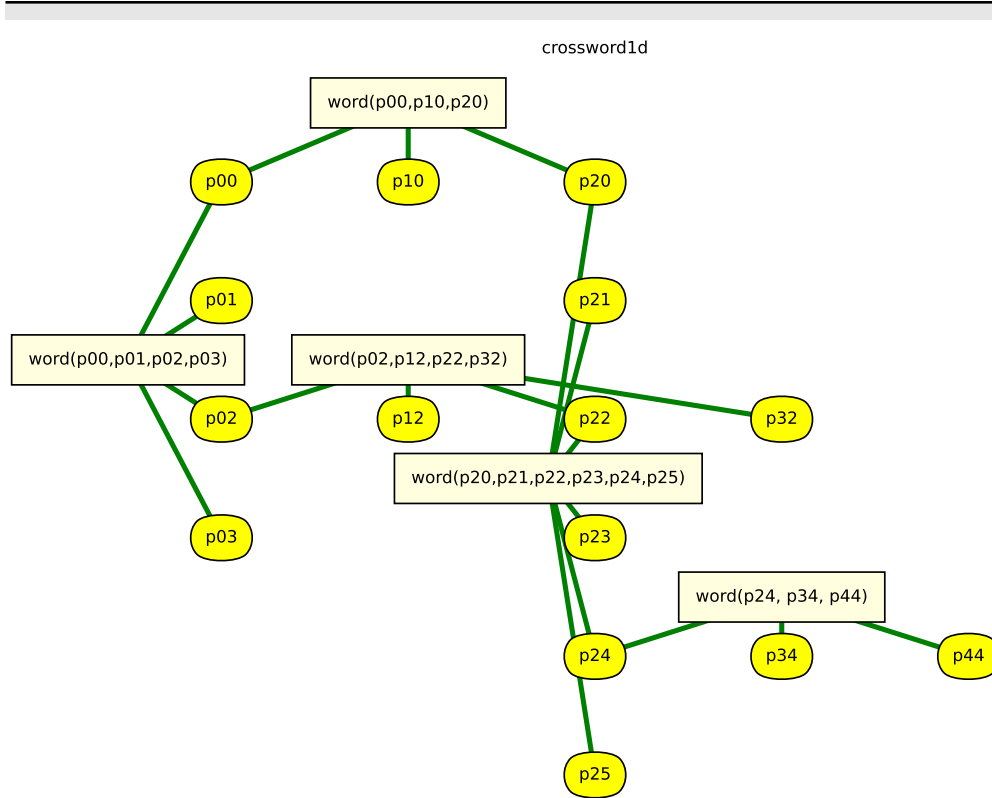 crossword1d
word(p00,p10,p20)
p00
p10
p20
p01
p21
word(p00,p01,p02,p03)
word(p02,p12,p22,p32)
p02
p12
p22
p32
word(p20,p21,p22,p23,p24,p25)
p03
p23
word(p24, p34, p44)
p24
p34
p44
p25